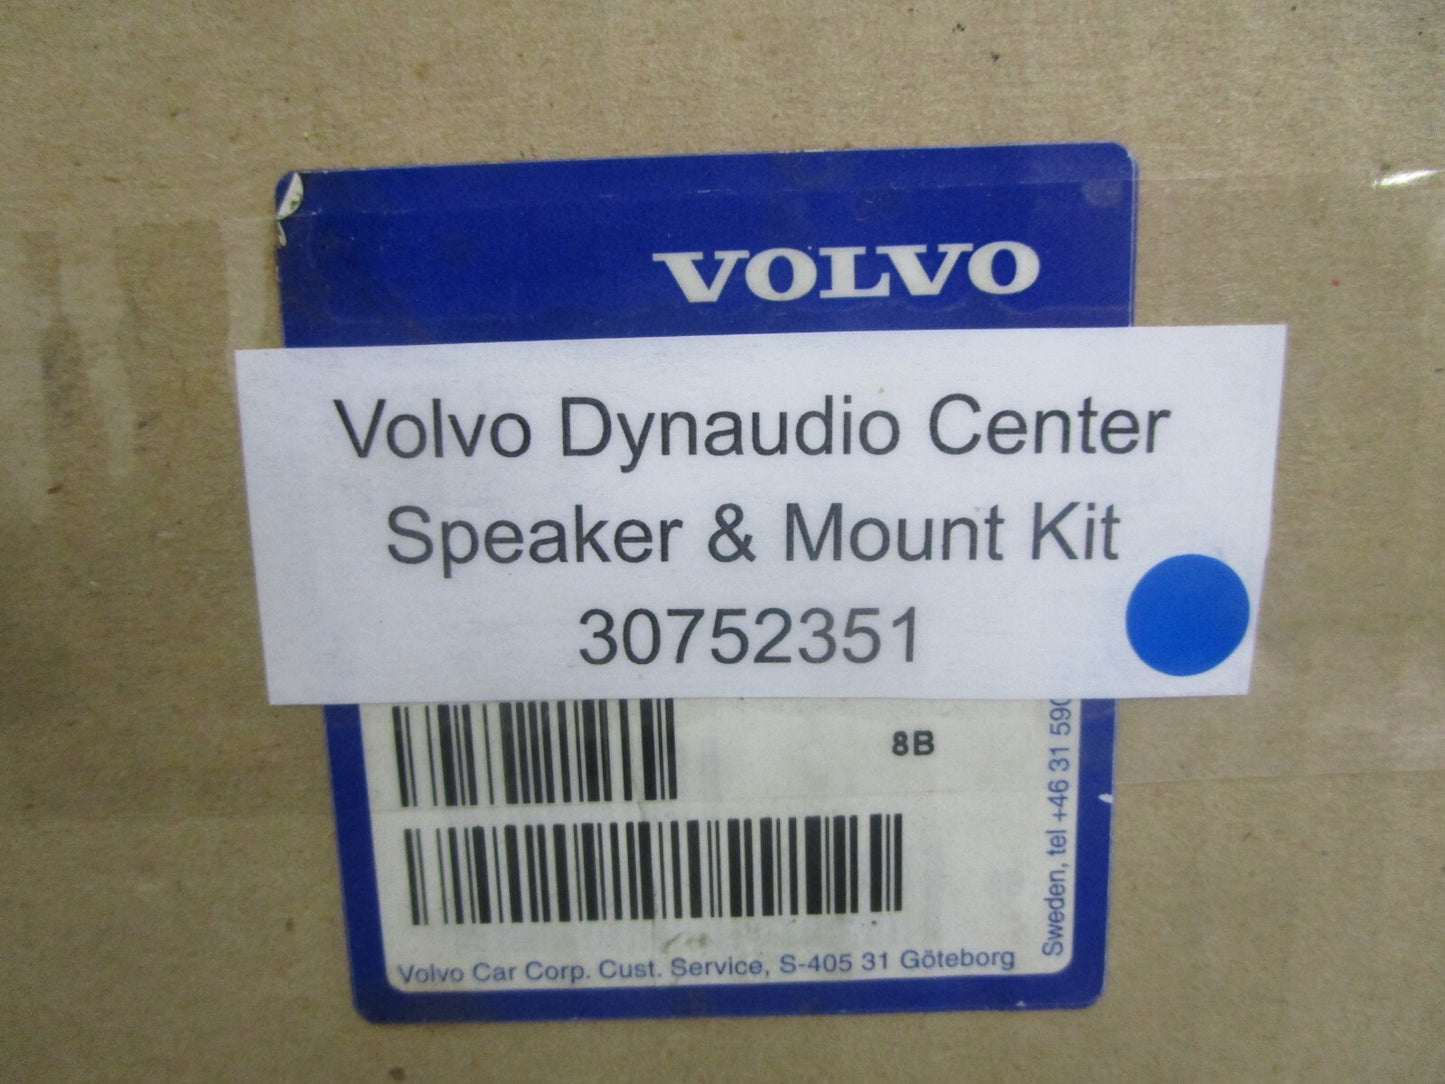 VOLVO
Volvo Dynaudio Center
Speaker & Mount Kit
30752351
8B
Volvo Car Corp. Cust. Service, S-405 31 Göteborg
Sweden, tel +46 31 590